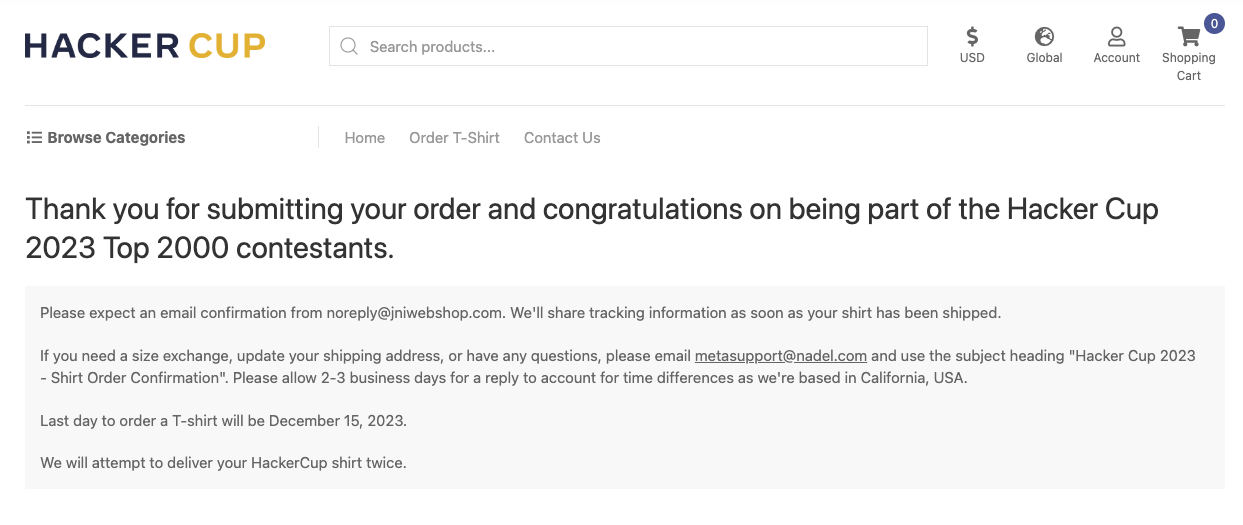 HACKER CUP
Search products...
USD
Global
Account
0
Shopping
Cart
Browse Categories
Home
Order T-Shirt
Contact Us
Thank you for submitting your order and congratulations on being part of the Hacker Cup
2023 Top 2000 contestants.
Please expect an email confirmation from noreply@jniwebshop.com. We'll share tracking information as soon as your shirt has been shipped.
If you need a size exchange, update your shipping address, or have any questions, please email metasupport@nadel.com and use the subject heading "Hacker Cup 2023
- Shirt Order Confirmation". Please allow 2-3 business days for a reply to account for time differences as we're based in California, USA.
Last day to order a T-shirt will be December 15, 2023.
We will attempt to deliver your HackerCup shirt twice.